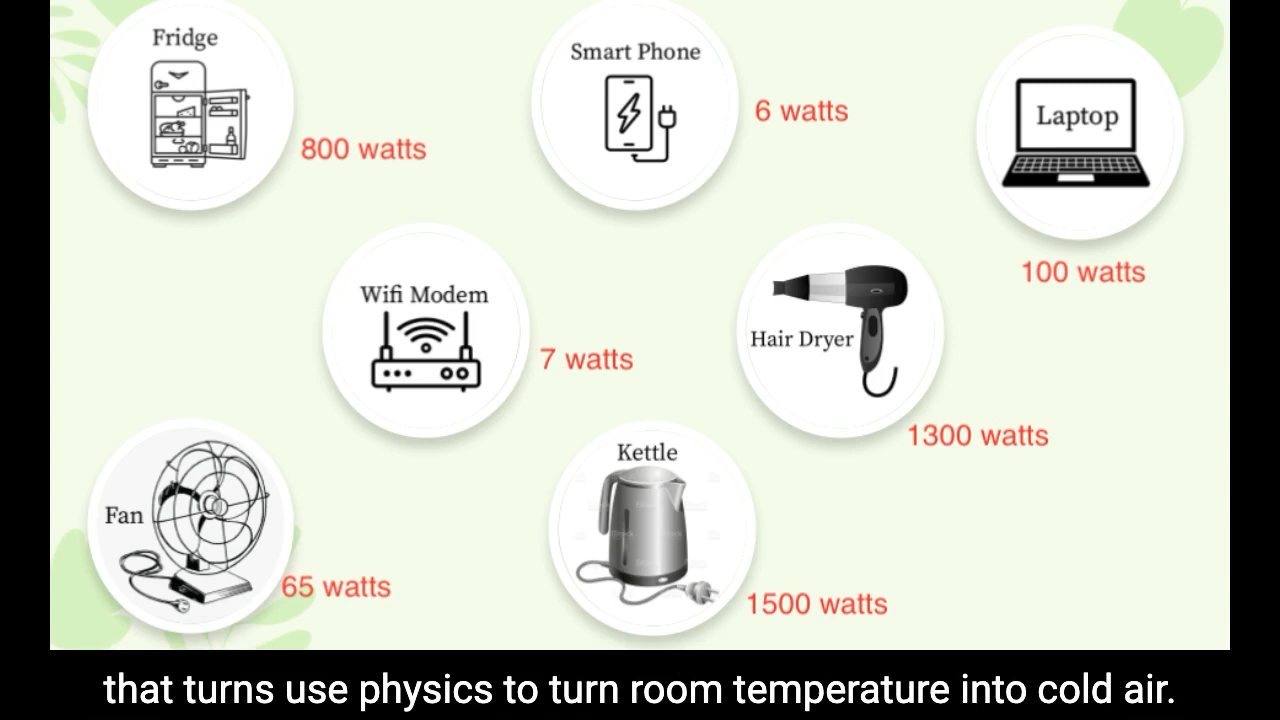 Fridge
800 watts
Smart Phone
6 watts
Laptop
100 watts
Wifi Modem
7 watts
Hair Dryer
1300 watts
Fan
65 watts
Kettle
1500 watts
that turns use physics to turn room temperature into cold air.